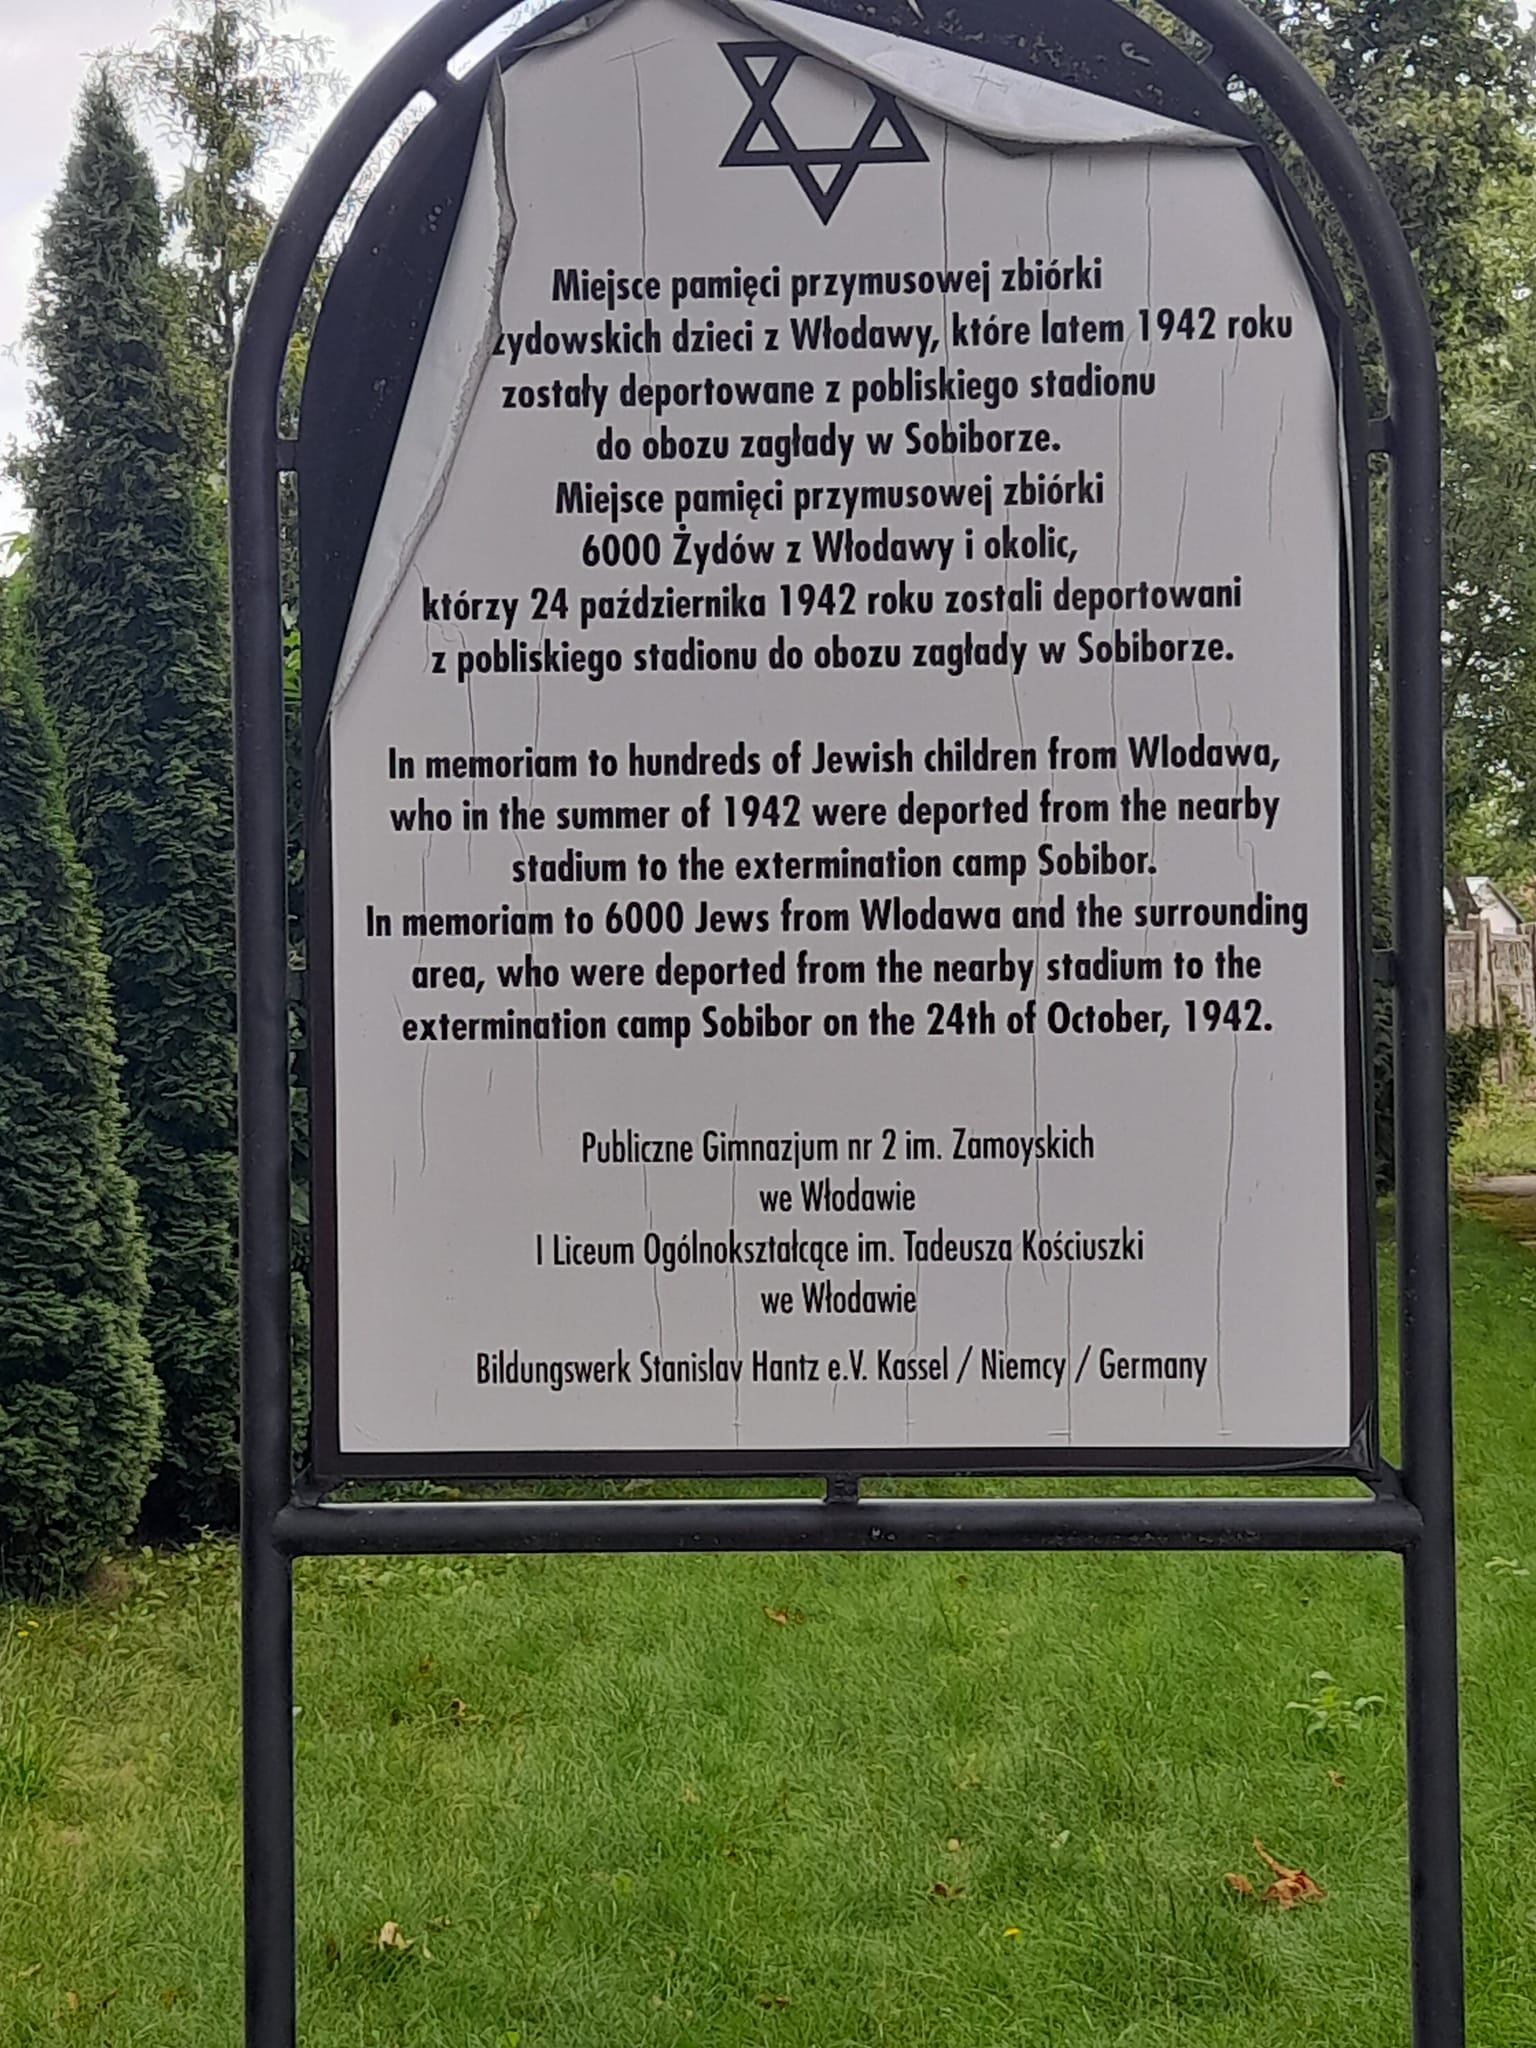 Miejsce pamięci przymusowej zbiórki
żydowskich dzieci z Włodawy, które latem 1942 roku
zostały deportowane z pobliskiego stadionu
do obozu zagłady w Sobiborze.
Miejsce pamięci przymusowej zbiórki
6000 Żydów z Włodawy i okolic,
którzy 24 października 1942 roku zostali deportowani
z pobliskiego stadionu do obozu zagłady w Sobiborze.
In memoriam to hundreds of Jewish children from Wlodawa,
who in the summer of 1942 were deported from the nearby
stadium to the extermination camp Sobibor.
In memoriam to 6000 Jews from Wlodawa and the surrounding
area, who were deported from the nearby stadium to the
extermination camp Sobibor on the 24th of October, 1942.
Publiczne Gimnazjum nr 2 im. Zamoyskich
we Włodawie
I Liceum Ogólnokształcące im. Tadeusza Kościuszki
we Włodawie
Bildungswerk Stanislav Hantz e.V. Kassel / Niemcy / Germany